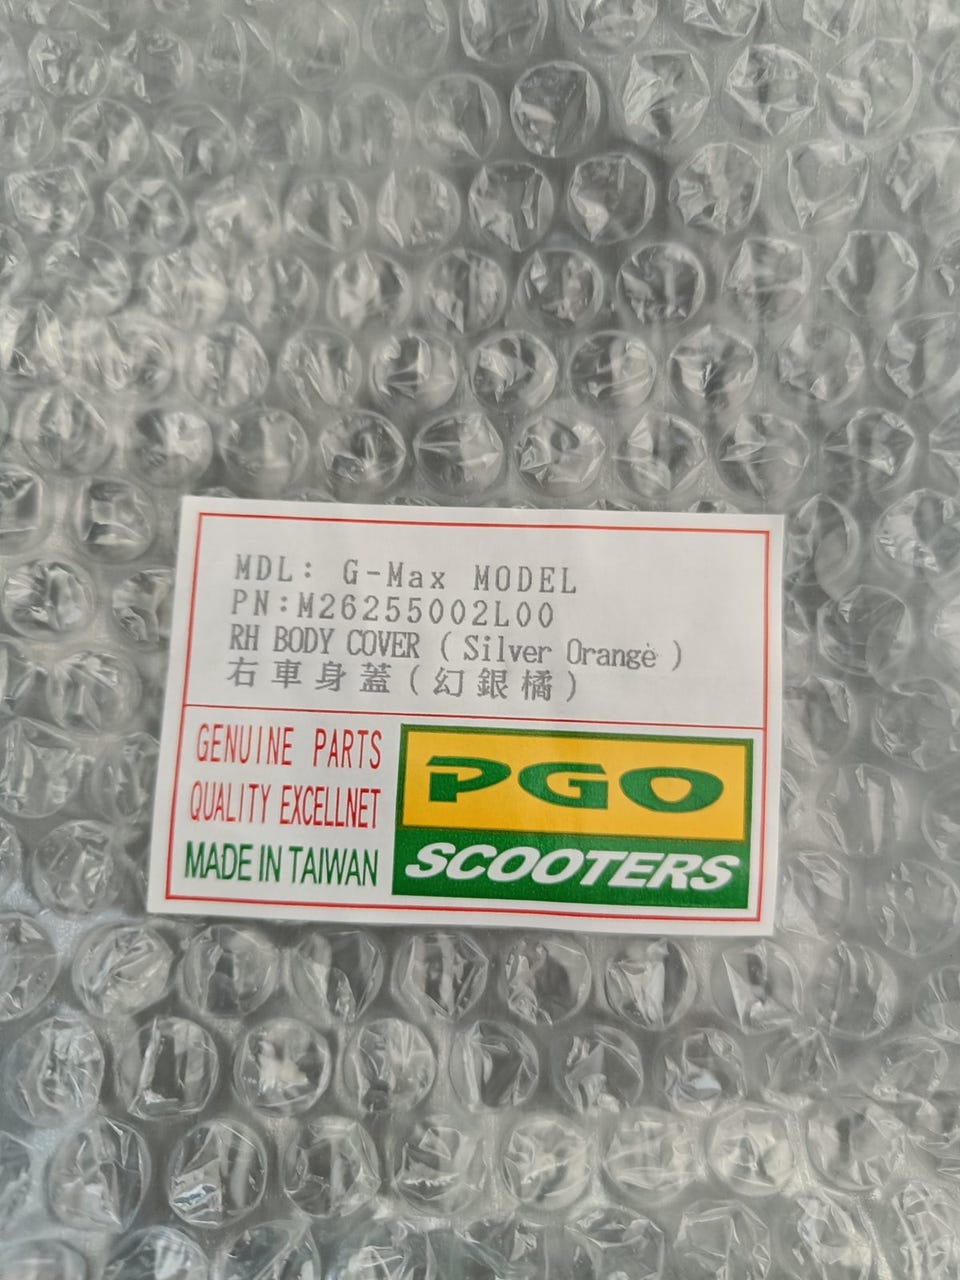 MDL: G-Max MODEL
PN:M26255002L00
RH BODY COVER ( Silver Orange )
右車身蓋(幻銀橘)
GENUINE PARTS
QUALITY EXCELLNET
MADE IN TAIWAN
PGO
SCOOTERS